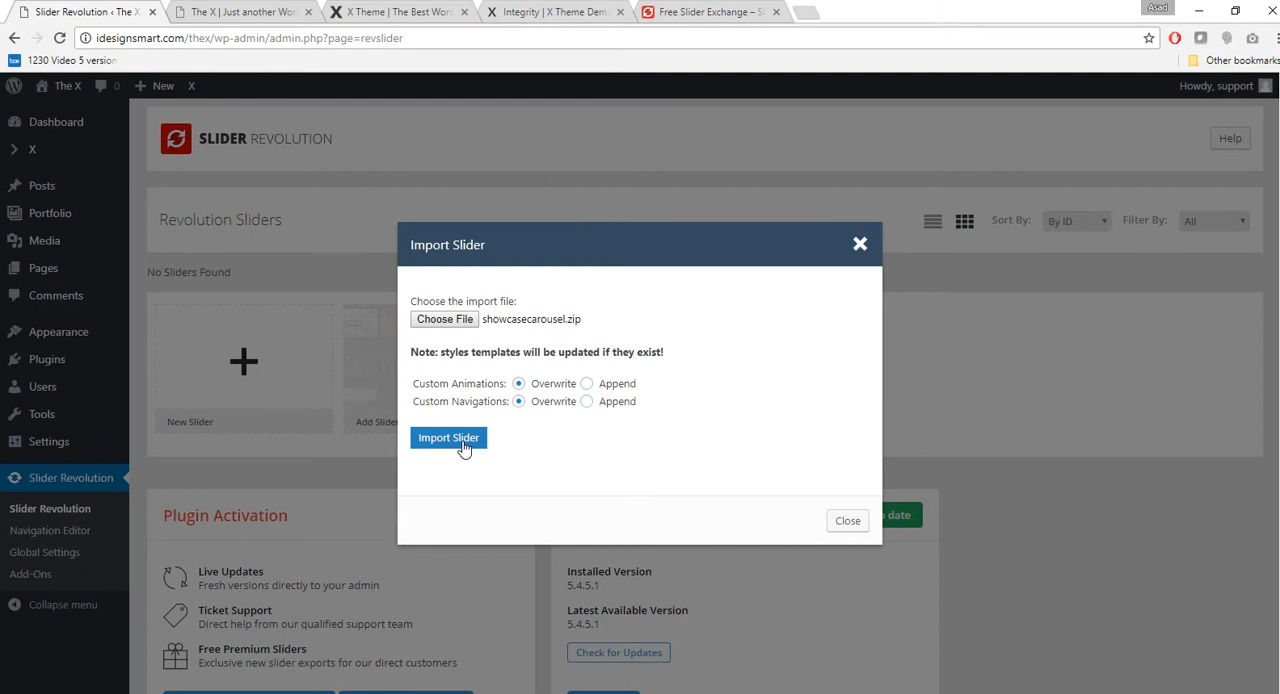 Slider Revolution ‹ The X
The X | Just another Wor
X Theme | The Best Word
Integrity | X Theme Dem
Free Slider Exchange – S
Asad
idesignsmart.com/thex/wp-admin/admin.php?page=revslider
1230 Video 5 version
Other bookmarks
The X
0
New
X
Howdy, support
Dashboard
X
Posts
Portfolio
Media
Pages
Comments
Appearance
Plugins
Users
Tools
Settings
Slider Revolution
Slider Revolution
Navigation Editor
Global Settings
Add-Ons
Collapse menu
SLIDER REVOLUTION
Help
Revolution Sliders
Sort By:
By ID
Filter By:
All
No Sliders Found
New Slider
Add Slider
Import Slider
Choose the import file:
Choose File showcasecarousel.zip
Note: styles templates will be updated if they exist!
Custom Animations: Overwrite Append
Custom Navigations: Overwrite Append
Import Slider
Close
Plugin Activation
date
Live Updates
Fresh versions directly to your admin
Ticket Support
Direct help from our qualified support team
Free Premium Sliders
Exclusive new slider exports for our direct customers
Installed Version
5.4.5.1
Latest Available Version
5.4.5.1
Check for Updates